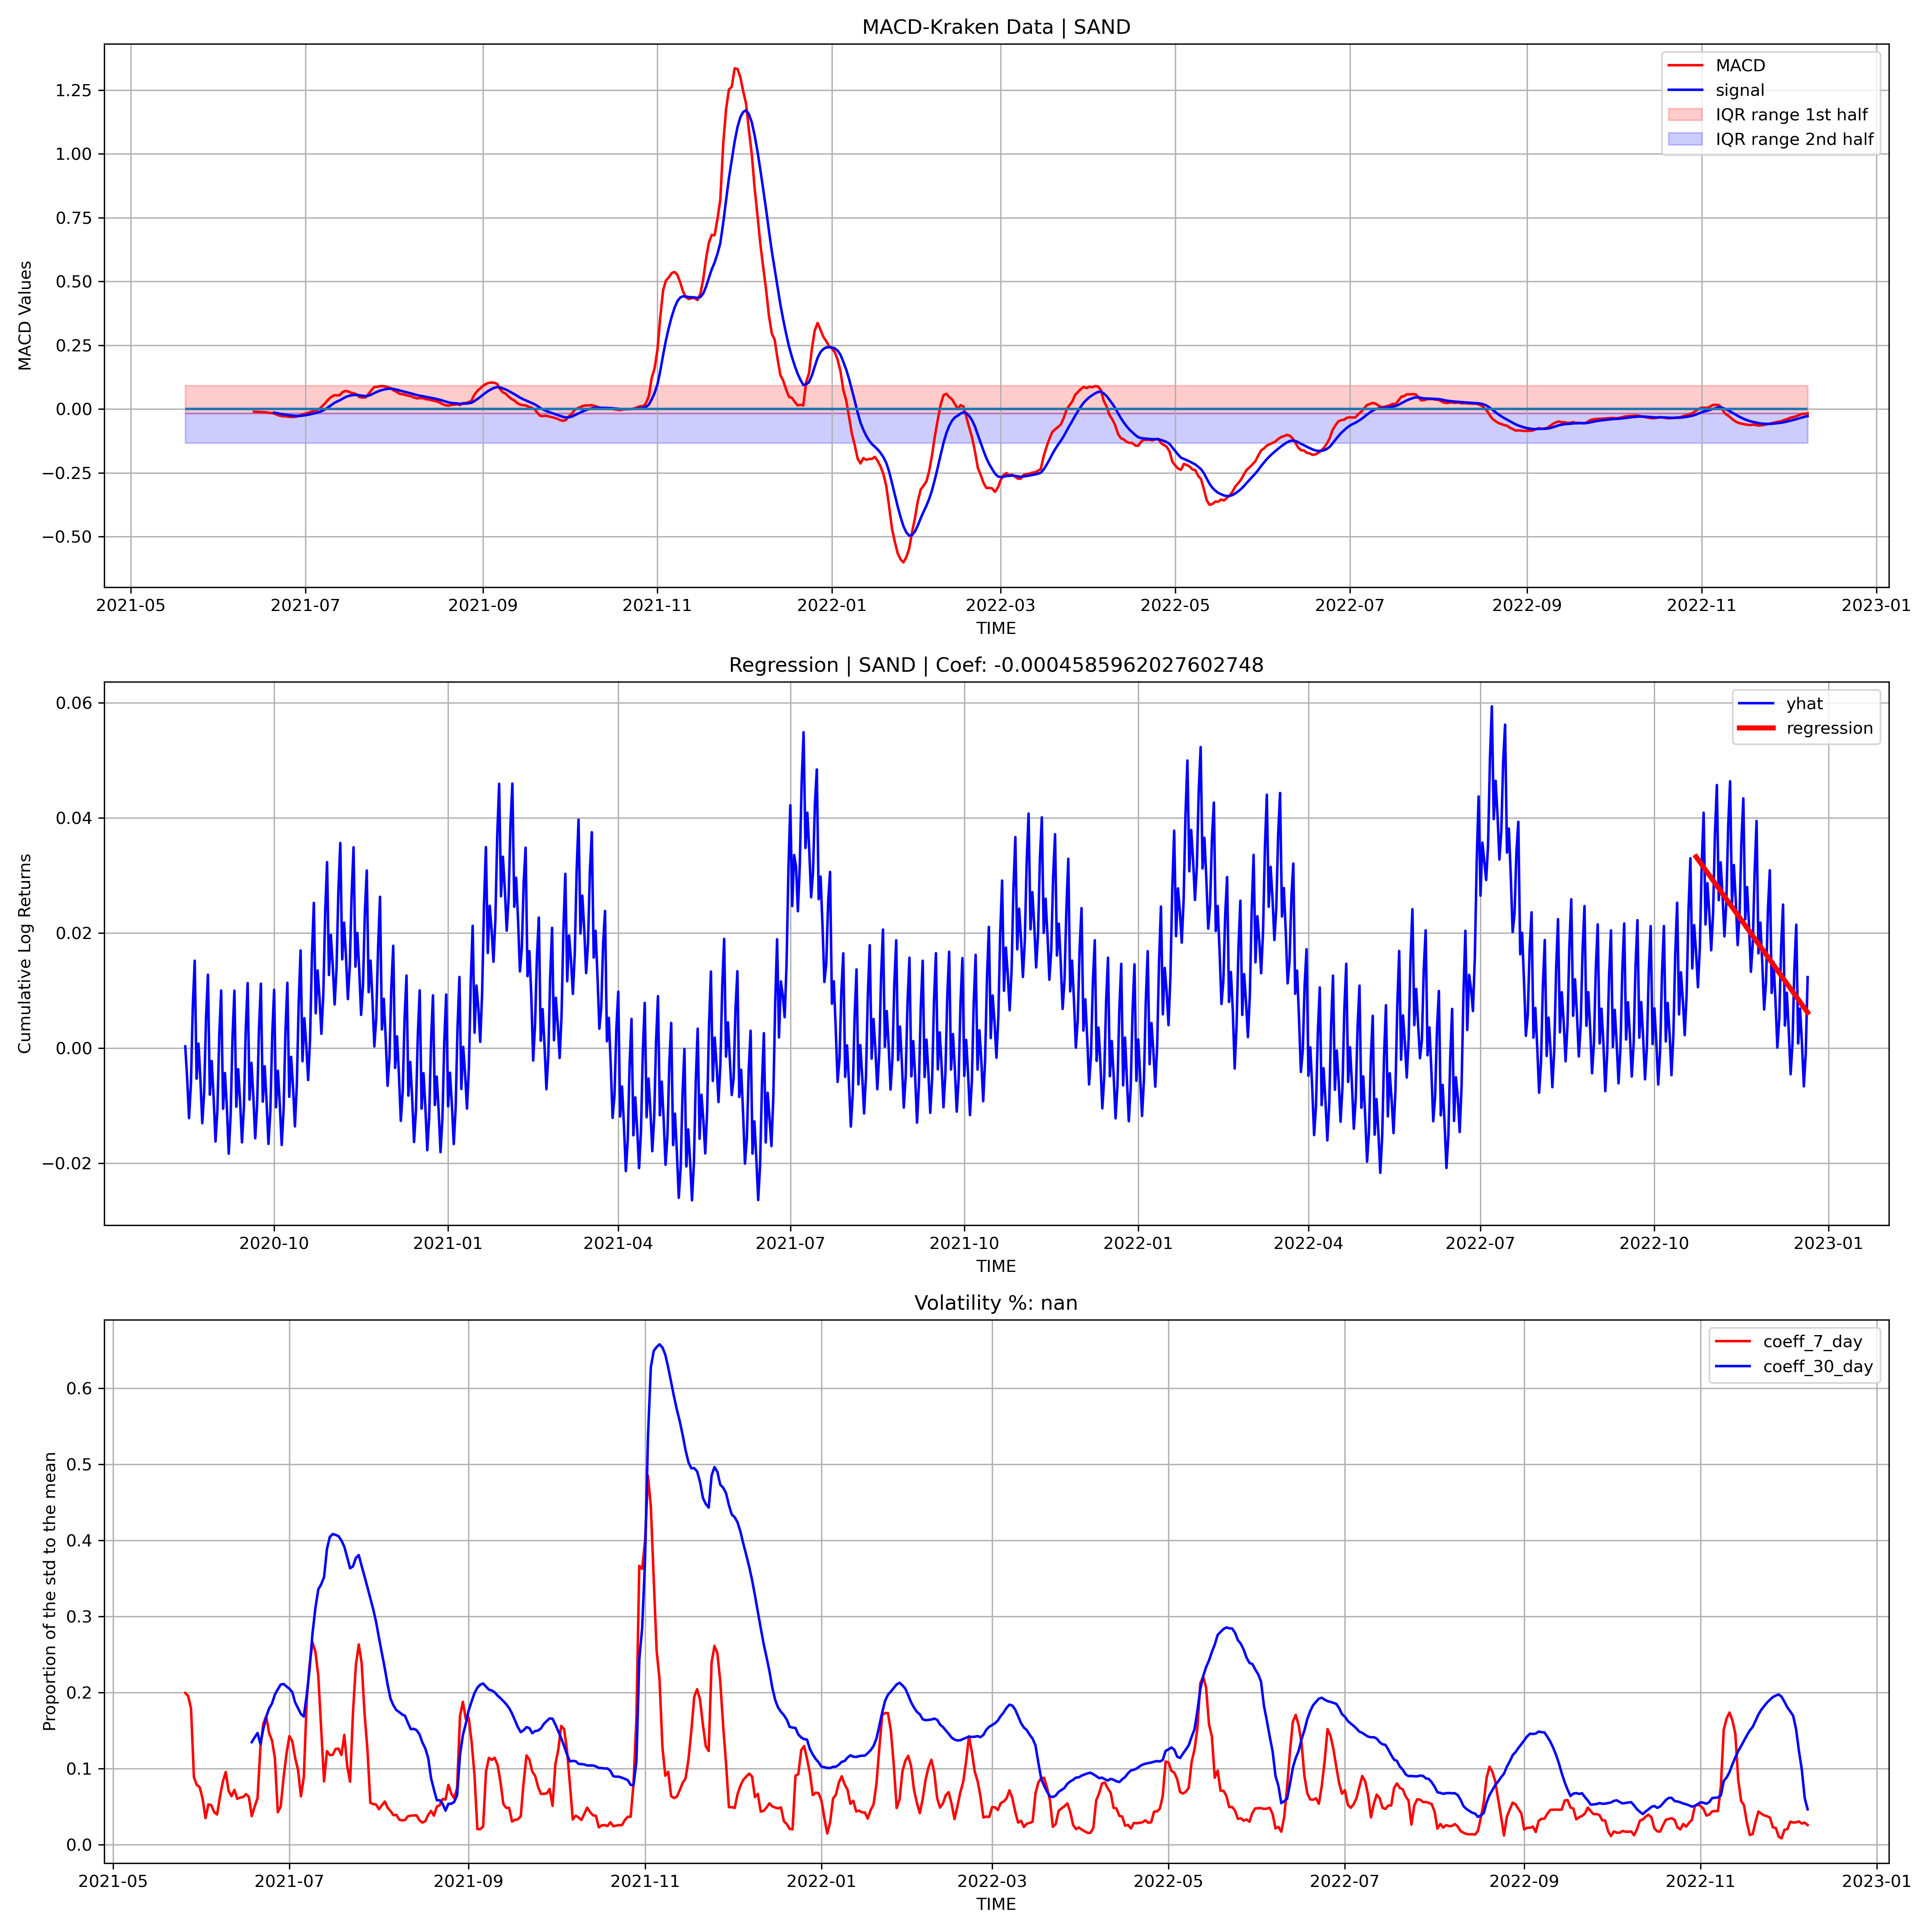 MACD-Kraken Data | SAND
MACD Values
1.25
1.00
0.75
0.50
0.25
0.00
−0.25
−0.50
MACD
signal
IQR range 1st half
IQR range 2nd half
2021-05 2021-07 2021-09 2021-11 2022-01 2022-03 2022-05 2022-07 2022-09 2022-11 2023-01
TIME
Regression | SAND | Coef: -0.0004585962027602748
Cumulative Log Returns
0.06
0.04
0.02
0.00
−0.02
yhat
regression
2020-10 2021-01 2021-04 2021-07 2021-10 2022-01 2022-04 2022-07 2022-10 2023-01
TIME
Volatility %: nan
Proportion of the std to the mean
0.6
0.5
0.4
0.3
0.2
0.1
0.0
coeff_7_day
coeff_30_day
2021-05 2021-07 2021-09 2021-11 2022-01 2022-03 2022-05 2022-07 2022-09 2022-11 2023-01
TIME